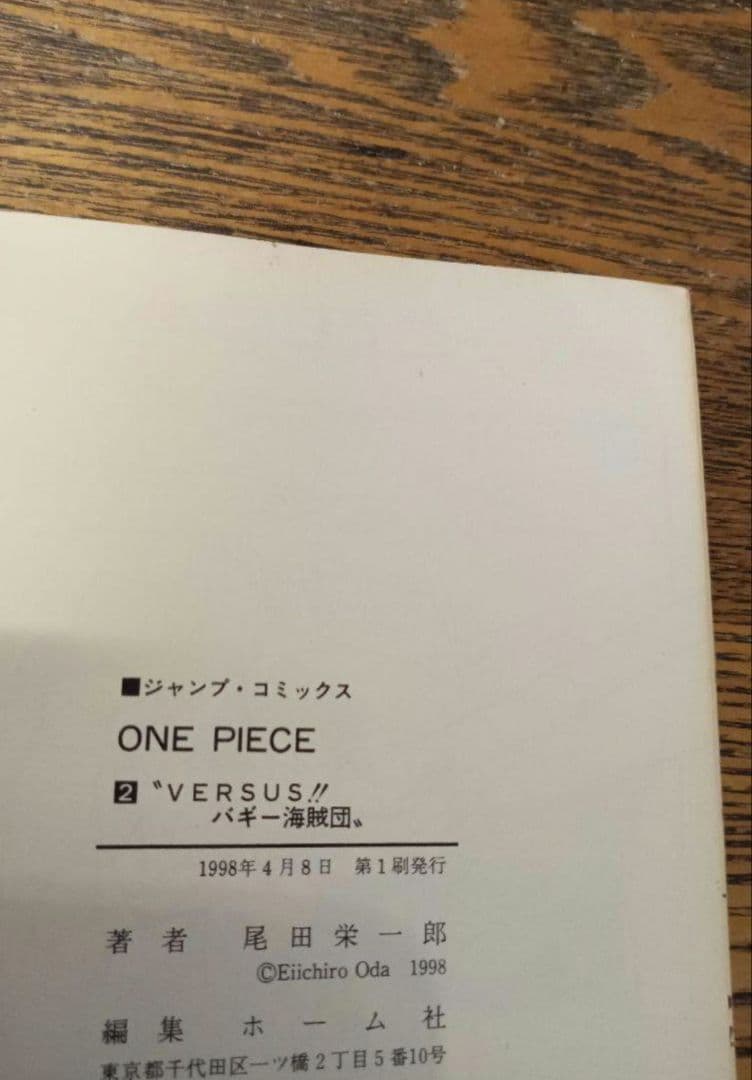 ■ジャンプ・コミックス
ONE PIECE
2 〝VERSUS!!
バギー海賊団〟
1998年4月8日 第1刷発行
著者 尾田栄一郎
©Eiichiro Oda 1998
編集 ホーム社
東京都千代田区一ツ橋2丁目5番10号